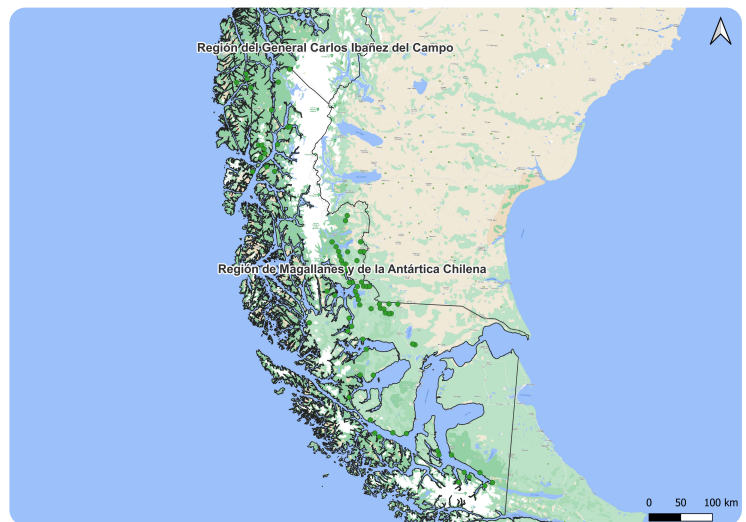 Región del General Carlos Ibañez del Campo
Región de Magallanes y de la Antártica Chilena
0 50 100 km